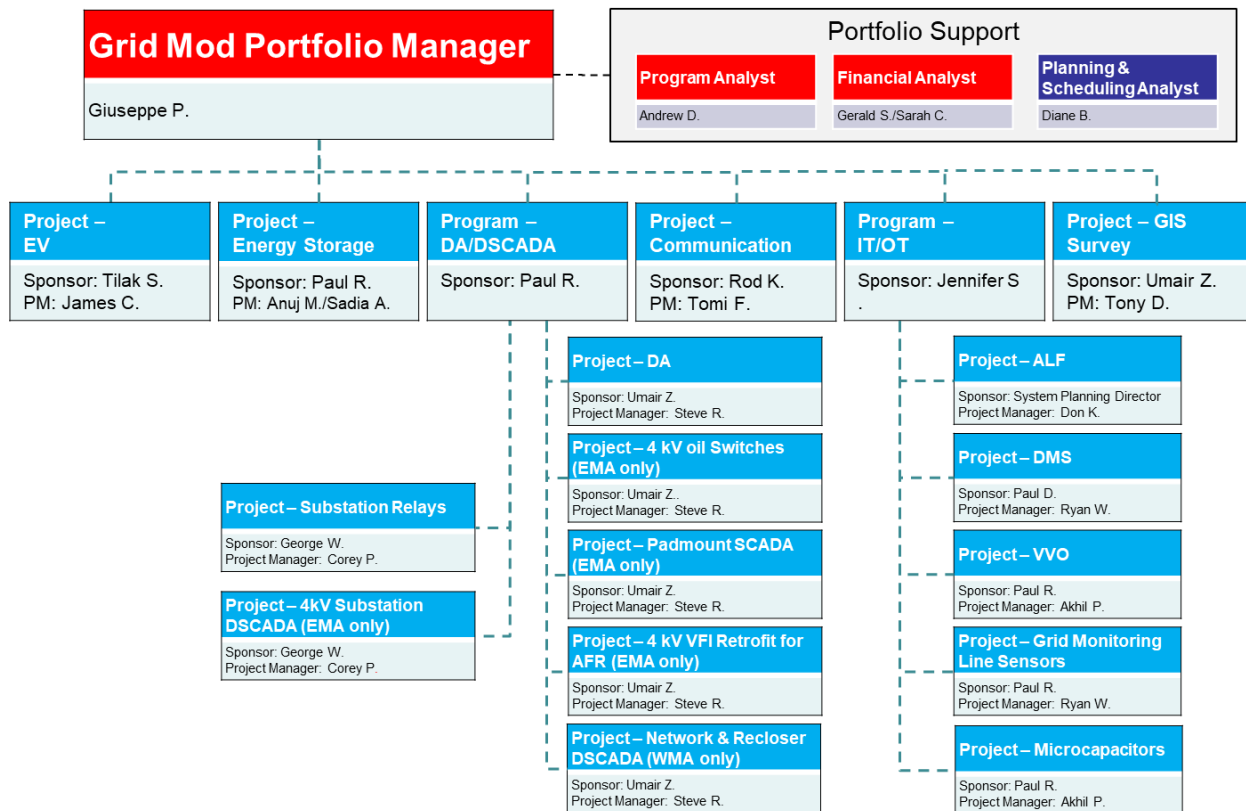 Grid Mod Portfolio Manager
Giuseppe P.
Portfolio Support
Program Analyst
Andrew D.
Financial Analyst
Gerald S./Sarah C.
Planning &
Scheduling Analyst
Diane B.
Project –
EV
Sponsor: Tilak S.
PM: James C.
Project –
Energy Storage
Sponsor: Paul R.
PM: Anuj M./Sadia A.
Program –
DA/DSCADA
Sponsor: Paul R.
Project –
Communication
Sponsor: Rod K.
PM: Tomi F.
Program –
IT/OT
Sponsor: Jennifer S
.
Project – GIS
Survey
Sponsor: Umair Z.
PM: Tony D.
Project – Substation Relays
Sponsor: George W.
Project Manager: Corey P.
Project – 4kV Substation
DSCADA (EMA only)
Sponsor: George W.
Project Manager: Corey P.
Project – DA
Sponsor: Umair Z.
Project Manager: Steve R.
Project – 4 kV oil Switches
(EMA only)
Sponsor: Umair Z..
Project Manager: Steve R.
Project – Padmount SCADA
(EMA only)
Sponsor: Umair Z.
Project Manager: Steve R.
Project – 4 kV VFI Retrofit for
AFR (EMA only)
Sponsor: Umair Z.
Project Manager: Steve R.
Project – Network & Recloser
DSCADA (WMA only)
Sponsor: Umair Z.
Project Manager: Steve R.
Project – ALF
Sponsor: System Planning Director
Project Manager: Don K.
Project – DMS
Sponsor: Paul D.
Project Manager: Ryan W.
Project – VVO
Sponsor: Paul R.
Project Manager: Akhil P.
Project – Grid Monitoring
Line Sensors
Sponsor: Paul R.
Project Manager: Ryan W.
Project – Microcapacitors
Sponsor: Paul R.
Project Manager: Akhil P.